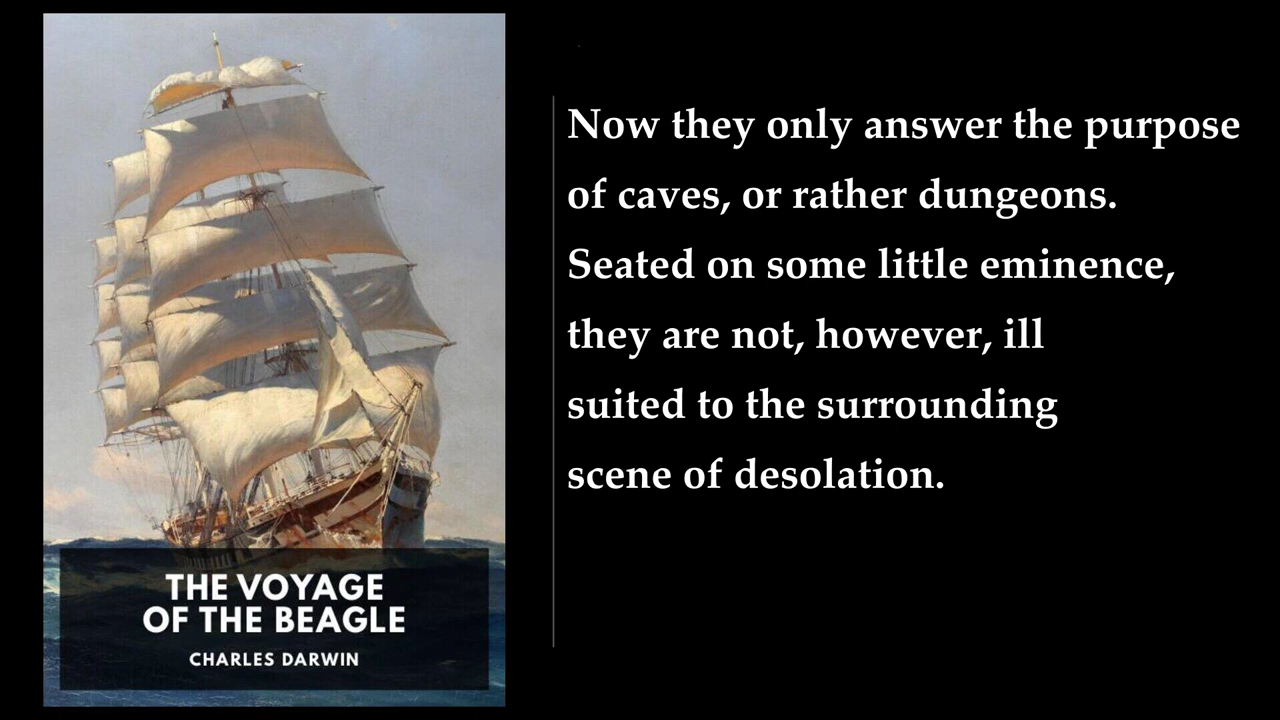 THE VOYAGE
OF THE BEAGLE
CHARLES DARWIN
Now they only answer the purpose
of caves, or rather dungeons.
Seated on some little eminence,
they are not, however, ill
suited to the surrounding
scene of desolation.